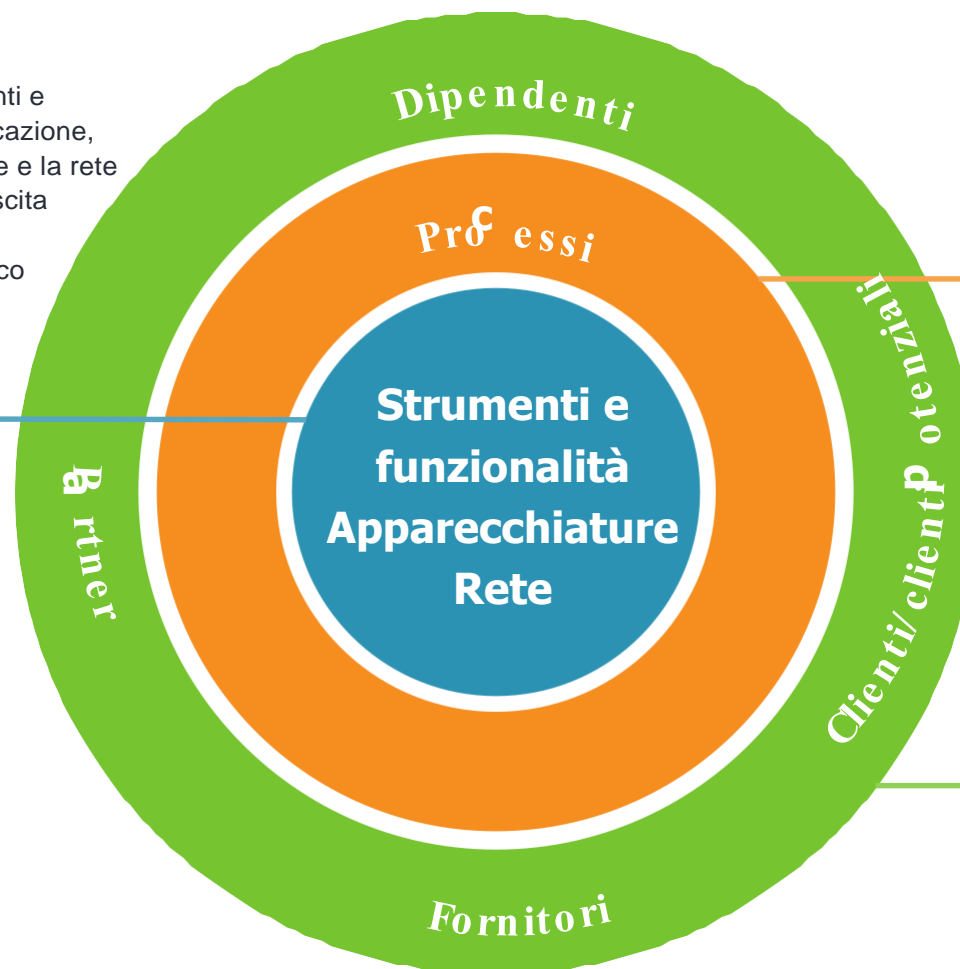 nti e
cazione,
e e la rete
scita
co
Dipendenti
Processi
Strumenti e
funzionalità
Apparecchiature
Rete
Partner
Clienti/clienti potenziali
Fornitori